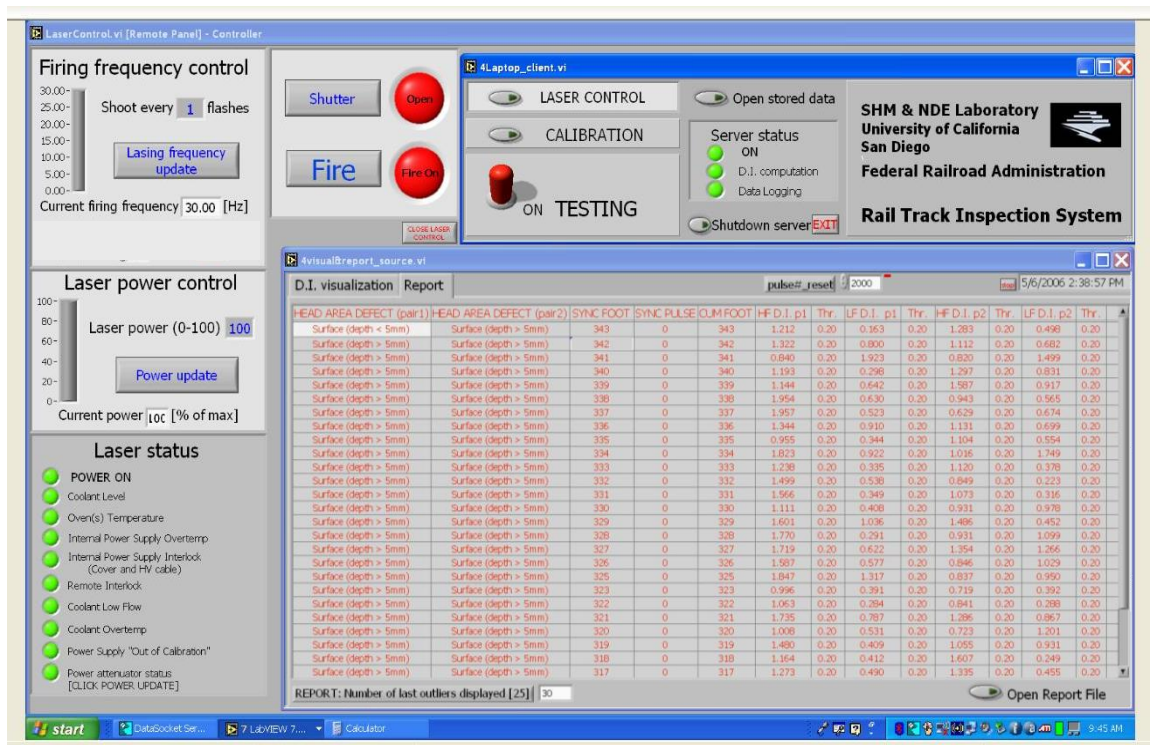 LaserControl.vi [Remote Panel] - Controller
Firing frequency control
30.00
25.00
20.00
15.00
10.00
5.00
0.00
Shoot every 1 flashes
Lasing frequency
update
Current firing frequency 30.00 [Hz]
Shutter Open
Fire Fire On
CLOSE LASER
CONTROL
Laser power control
100
80
60
40
20
0
Laser power (0-100) 100
Power update
Current power 100 [% of max]
Laser status
POWER ON
Coolant Level
Oven(s) Temperature
Internal Power Supply Overtemp
Internal Power Supply Interlock
(Cover and HV cable)
Remote Interlock
Coolant Low Flow
Coolant Overtemp
Power Supply "Out of Calibration"
Power attenuator status
[CLICK POWER UPDATE]
4Laptop_client.vi
LASER CONTROL
CALIBRATION
ON TESTING
Open stored data
Server status
ON
D.I. computation
Data Logging
Shutdown server EXIT
SHM & NDE Laboratory
University of California
San Diego
Federal Railroad Administration
Rail Track Inspection System
4visual&report_source.vi
D.I. visualization Report pulse#_reset 2000 stop 5/6/2006 2:38:57 PM
HEAD AREA DEFECT (pair1) HEAD AREA DEFECT (pair2) SYNC FOOT SYNC PULSE CUM FOOT HF D.I. p1 Thr. LF D.I. p1 Thr. HF D.I. p2 Thr. LF D.I. p2 Thr.
Surface (depth < 5mm) Surface (depth > 5mm) 343 0 343 1.212 0.20 0.163 0.20 1.283 0.20 0.498 0.20
Surface (depth > 5mm) Surface (depth > 5mm) 342 0 342 1.322 0.20 0.800 0.20 1.112 0.20 0.682 0.20
Surface (depth > 5mm) Surface (depth > 5mm) 341 0 341 0.840 0.20 1.923 0.20 0.820 0.20 1.499 0.20
Surface (depth > 5mm) Surface (depth > 5mm) 340 0 340 1.193 0.20 0.298 0.20 1.297 0.20 0.831 0.20
Surface (depth > 5mm) Surface (depth > 5mm) 339 0 339 1.144 0.20 0.642 0.20 1.587 0.20 0.917 0.20
Surface (depth > 5mm) Surface (depth > 5mm) 338 0 338 1.954 0.20 0.630 0.20 0.943 0.20 0.565 0.20
Surface (depth > 5mm) Surface (depth > 5mm) 337 0 337 1.957 0.20 0.523 0.20 0.629 0.20 0.674 0.20
Surface (depth > 5mm) Surface (depth > 5mm) 336 0 336 1.344 0.20 0.910 0.20 1.131 0.20 0.699 0.20
Surface (depth > 5mm) Surface (depth > 5mm) 335 0 335 0.955 0.20 0.344 0.20 1.104 0.20 0.554 0.20
Surface (depth > 5mm) Surface (depth > 5mm) 334 0 334 1.823 0.20 0.922 0.20 1.016 0.20 1.749 0.20
Surface (depth > 5mm) Surface (depth > 5mm) 333 0 333 1.238 0.20 0.335 0.20 1.120 0.20 0.378 0.20
Surface (depth > 5mm) Surface (depth > 5mm) 332 0 332 1.499 0.20 0.538 0.20 0.849 0.20 0.223 0.20
Surface (depth > 5mm) Surface (depth > 5mm) 331 0 331 1.566 0.20 0.349 0.20 1.073 0.20 0.316 0.20
Surface (depth > 5mm) Surface (depth > 5mm) 330 0 330 1.111 0.20 0.408 0.20 0.931 0.20 0.978 0.20
Surface (depth > 5mm) Surface (depth > 5mm) 329 0 329 1.601 0.20 1.036 0.20 1.486 0.20 0.452 0.20
Surface (depth > 5mm) Surface (depth > 5mm) 328 0 328 1.770 0.20 0.291 0.20 0.931 0.20 1.099 0.20
Surface (depth > 5mm) Surface (depth > 5mm) 327 0 327 1.719 0.20 0.622 0.20 1.354 0.20 1.266 0.20
Surface (depth > 5mm) Surface (depth > 5mm) 326 0 326 1.587 0.20 0.577 0.20 0.846 0.20 1.029 0.20
Surface (depth > 5mm) Surface (depth > 5mm) 325 0 325 1.847 0.20 1.317 0.20 0.837 0.20 0.950 0.20
Surface (depth > 5mm) Surface (depth > 5mm) 323 0 323 0.996 0.20 0.391 0.20 0.719 0.20 0.392 0.20
Surface (depth > 5mm) Surface (depth > 5mm) 322 0 322 1.063 0.20 0.284 0.20 0.841 0.20 0.288 0.20
Surface (depth > 5mm) Surface (depth > 5mm) 321 0 321 1.735 0.20 0.787 0.20 1.286 0.20 0.867 0.20
Surface (depth > 5mm) Surface (depth > 5mm) 320 0 320 1.008 0.20 0.531 0.20 0.723 0.20 1.201 0.20
Surface (depth > 5mm) Surface (depth > 5mm) 319 0 319 1.480 0.20 0.409 0.20 1.055 0.20 0.931 0.20
Surface (depth > 5mm) Surface (depth > 5mm) 318 0 318 1.164 0.20 0.412 0.20 1.607 0.20 0.249 0.20
Surface (depth > 5mm) Surface (depth > 5mm) 317 0 317 1.273 0.20 0.490 0.20 1.335 0.20 0.455 0.20
REPORT: Number of last outliers displayed [25] 30 Open Report File
start DataSocket Ser... 7 LabVIEW 7.... Calculator 9:45 AM